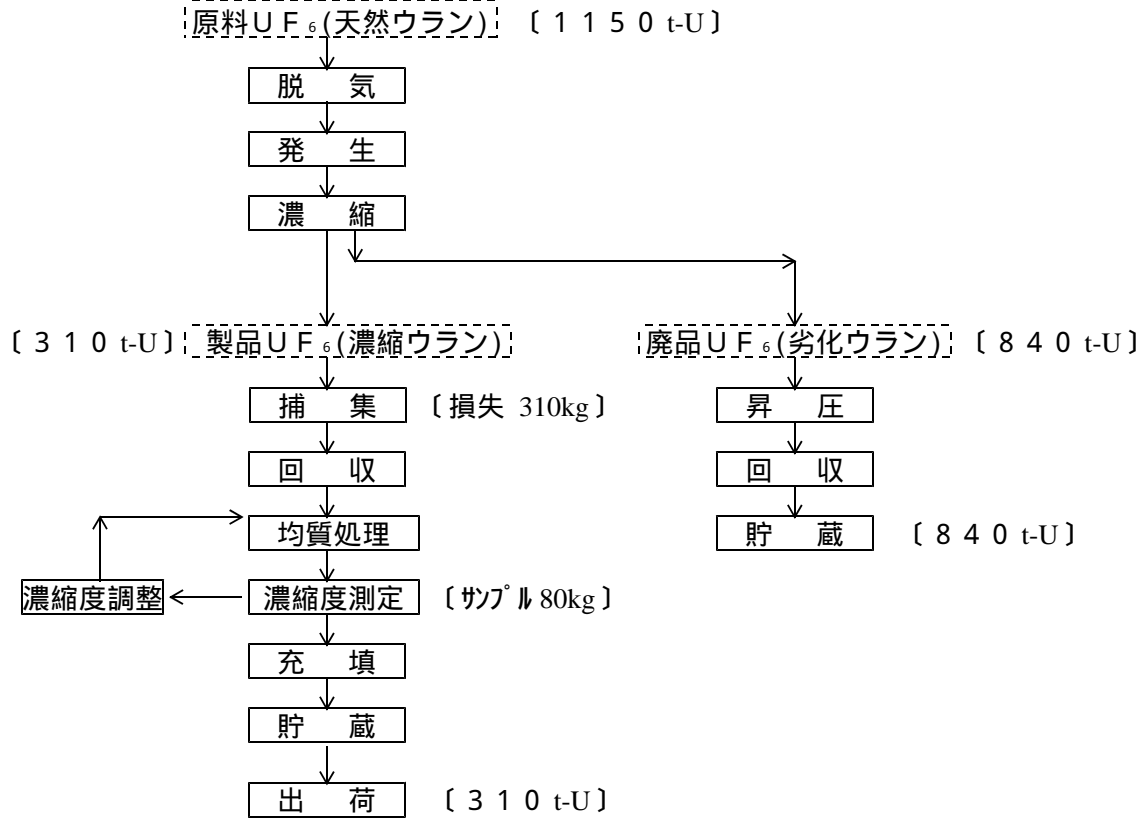 原料UF₆(天然ウラン) 〔1150 t-U〕
脱 気
発 生
濃 縮
〔310 t-U〕 製品UF₆(濃縮ウラン) 廃品UF₆(劣化ウラン) 〔840 t-U〕
捕 集 〔損失 310kg〕 昇 圧
回 収 回 収
均質処理 貯 蔵 〔840 t-U〕
濃縮度調整 濃縮度測定 〔ｻﾝﾌﾟﾙ 80kg〕
充 填
貯 蔵
出 荷 〔310 t-U〕